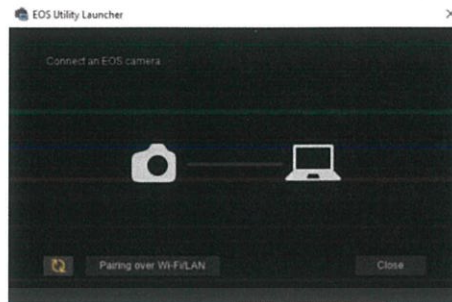 EOS Utility Launcher
Connect an EOS camera
Pairing over Wi-Fi/LAN
Close